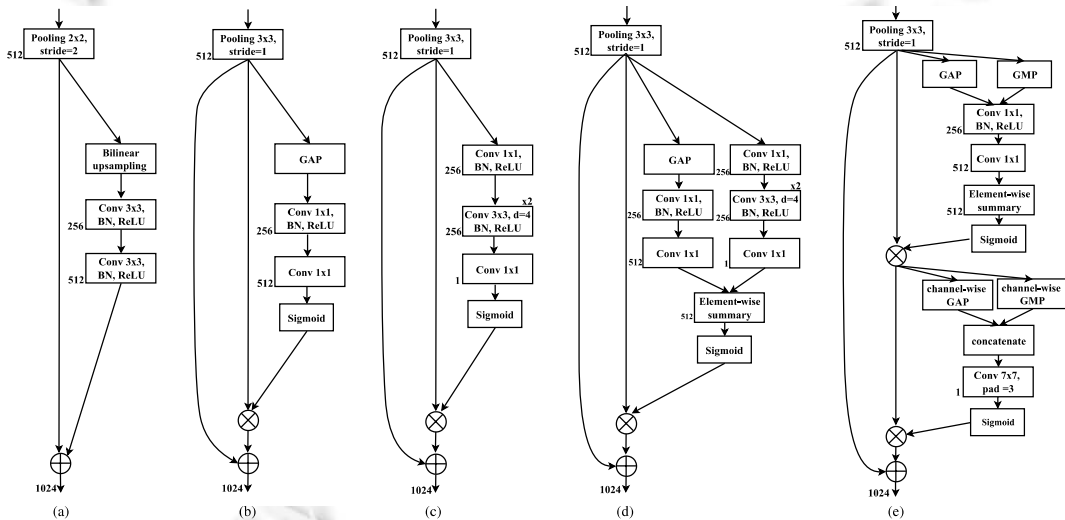 Pooling 2x2,
stride=2
512
Bilinear
upsampling
Conv 3x3,
BN, ReLU
256
Conv 3x3,
BN, ReLU
512
1024
(a)
Pooling 3x3,
stride=1
512
GAP
Conv 1x1,
BN, ReLU
256
Conv 1x1
512
Sigmoid
1024
(b)
Pooling 3x3,
stride=1
512
Conv 1x1,
BN, ReLU
256
x2
Conv 3x3, d=4
BN, ReLU
256
Conv 1x1
1
Sigmoid
1024
(c)
Pooling 3x3,
stride=1
512
GAP
Conv 1x1,
BN, ReLU
256
Conv 1x1
512
Conv 1x1,
BN, ReLU
256
x2
Conv 3x3, d=4
BN, ReLU
256
Conv 1x1
1
Element-wise
summary
512
Sigmoid
1024
(d)
Pooling 3x3,
stride=1
512
GAP
GMP
Conv 1x1,
BN, ReLU
256
Conv 1x1
512
Element-wise
summary
512
Sigmoid
channel-wise
GAP
channel-wise
GMP
concatenate
Conv 7x7,
pad =3
1
Sigmoid
1024
(e)